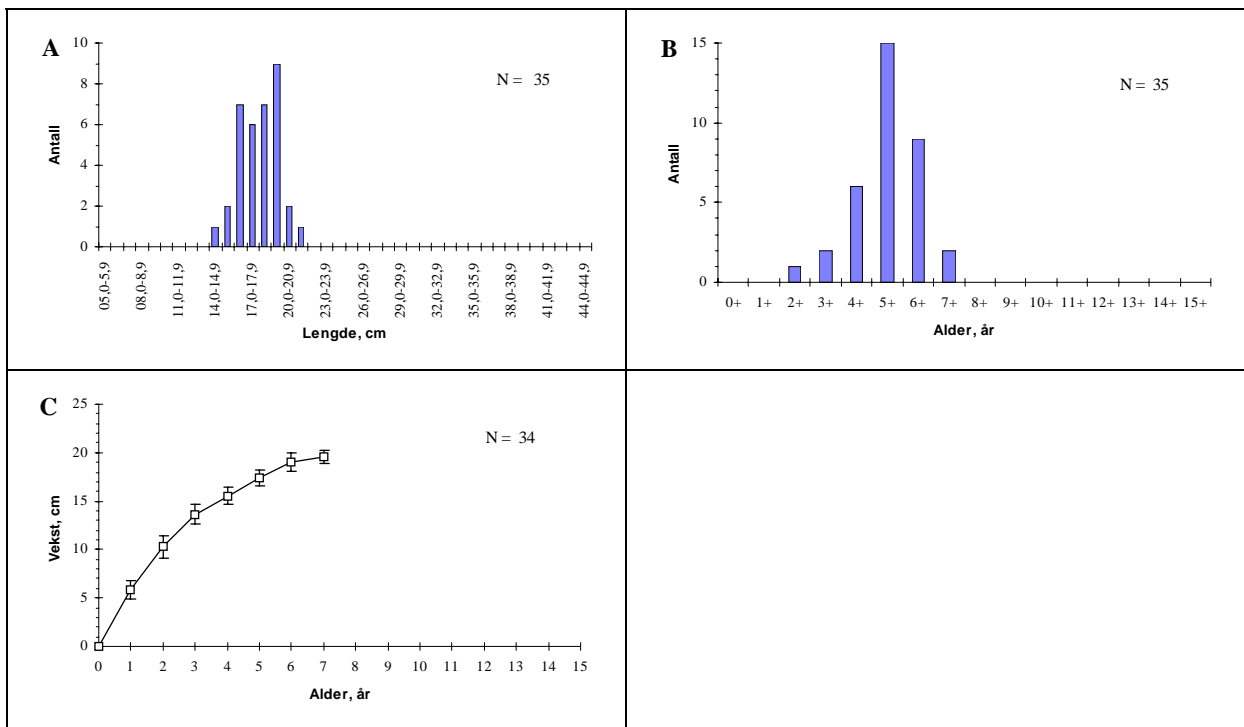 A
N = 35
Antall
10
8
6
4
2
0
05,0-5,9
08,0-8,9
11,0-11,9
14,0-14,9
17,0-17,9
20,0-20,9
23,0-23,9
26,0-26,9
29,0-29,9
32,0-32,9
35,0-35,9
38,0-38,9
41,0-41,9
44,0-44,9
Lengde, cm
B
N = 35
Antall
15
10
5
0
0+ 1+ 2+ 3+ 4+ 5+ 6+ 7+ 8+ 9+ 10+ 11+ 12+ 13+ 14+ 15+
Alder, år
C
N = 34
Vekst, cm
25
20
15
10
5
0
0 1 2 3 4 5 6 7 8 9 10 11 12 13 14 15
Alder, år